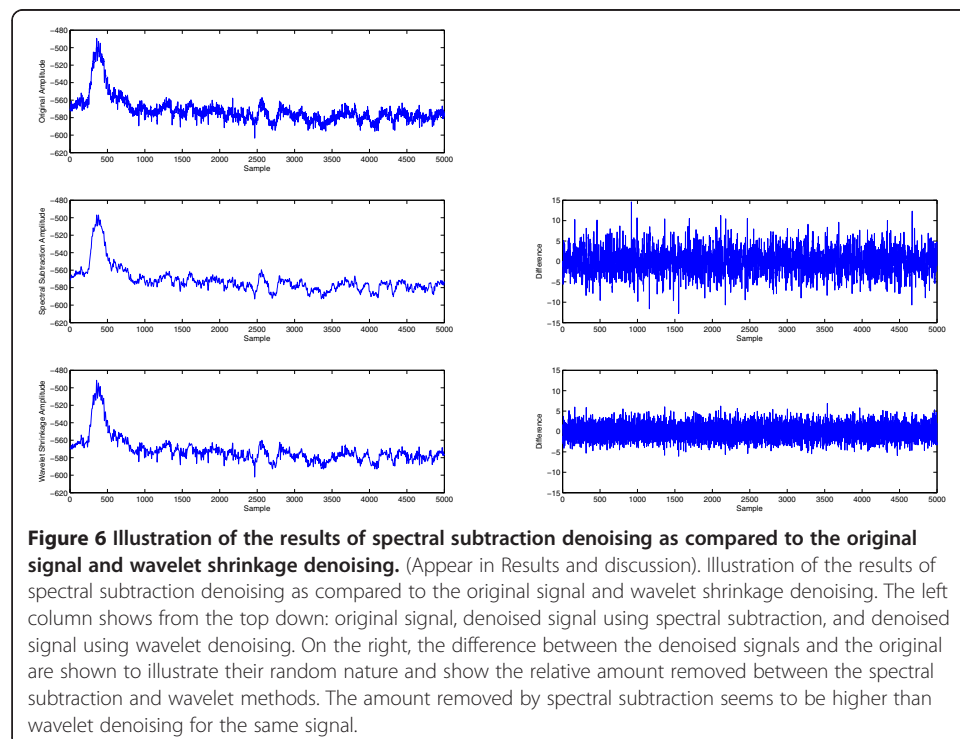 -480
-500
-520
-540
-560
-580
-600
-620
Original Amplitude
0 500 1000 1500 2000 2500 3000 3500 4000 4500 5000
Sample
-480
-500
-520
-540
-560
-580
-600
-620
Spectral Subtraction Amplitude
0 500 1000 1500 2000 2500 3000 3500 4000 4500 5000
Sample
15
10
5
0
-5
-10
-15
Difference
0 500 1000 1500 2000 2500 3000 3500 4000 4500 5000
Sample
-480
-500
-520
-540
-560
-580
-600
-620
Wavelet Shrinkage Amplitude
0 500 1000 1500 2000 2500 3000 3500 4000 4500 5000
Sample
15
10
5
0
-5
-10
-15
Difference
0 500 1000 1500 2000 2500 3000 3500 4000 4500 5000
Sample
Figure 6 Illustration of the results of spectral subtraction denoising as compared to the original
signal and wavelet shrinkage denoising. (Appear in Results and discussion). Illustration of the results of
spectral subtraction denoising as compared to the original signal and wavelet shrinkage denoising. The left
column shows from the top down: original signal, denoised signal using spectral subtraction, and denoised
signal using wavelet denoising. On the right, the difference between the denoised signals and the original
are shown to illustrate their random nature and show the relative amount removed between the spectral
subtraction and wavelet methods. The amount removed by spectral subtraction seems to be higher than
wavelet denoising for the same signal.